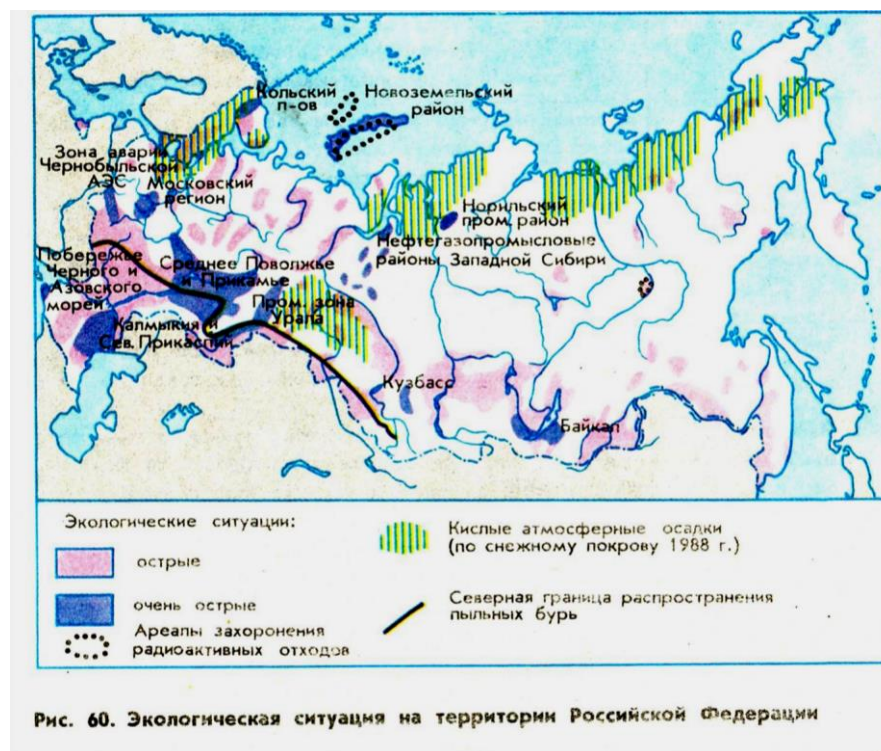 Кольский
п-ов
Новоземельский
район
Зона аварии
Чернобыльской
АЭС
Московский
регион
Норильский
пром. район
Нефтегазопромысловые
районы Западной Сибири
Побережье
Черного и
Азовского
морей
Среднее Поволжье
и Прикамье
Пром. зона
Урала
Калмыкия и
Сев. Прикаспий
Кузбасс
Байкал
Экологические ситуации:
острые
очень острые
Ареалы захоронения
радиоактивных отходов
Кислые атмосферные осадки
(по снежному покрову 1988 г.)
Северная граница распространения
пыльных бурь
Рис. 60. Экологическая ситуация на территории Российской Федерации